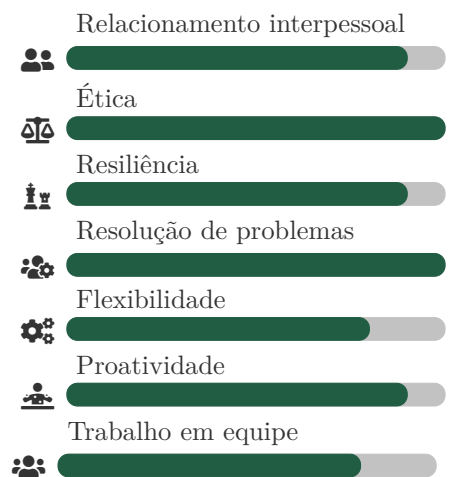 Relacionamento interpessoal
Ética
Resiliência
Resolução de problemas
Flexibilidade
Proatividade
Trabalho em equipe